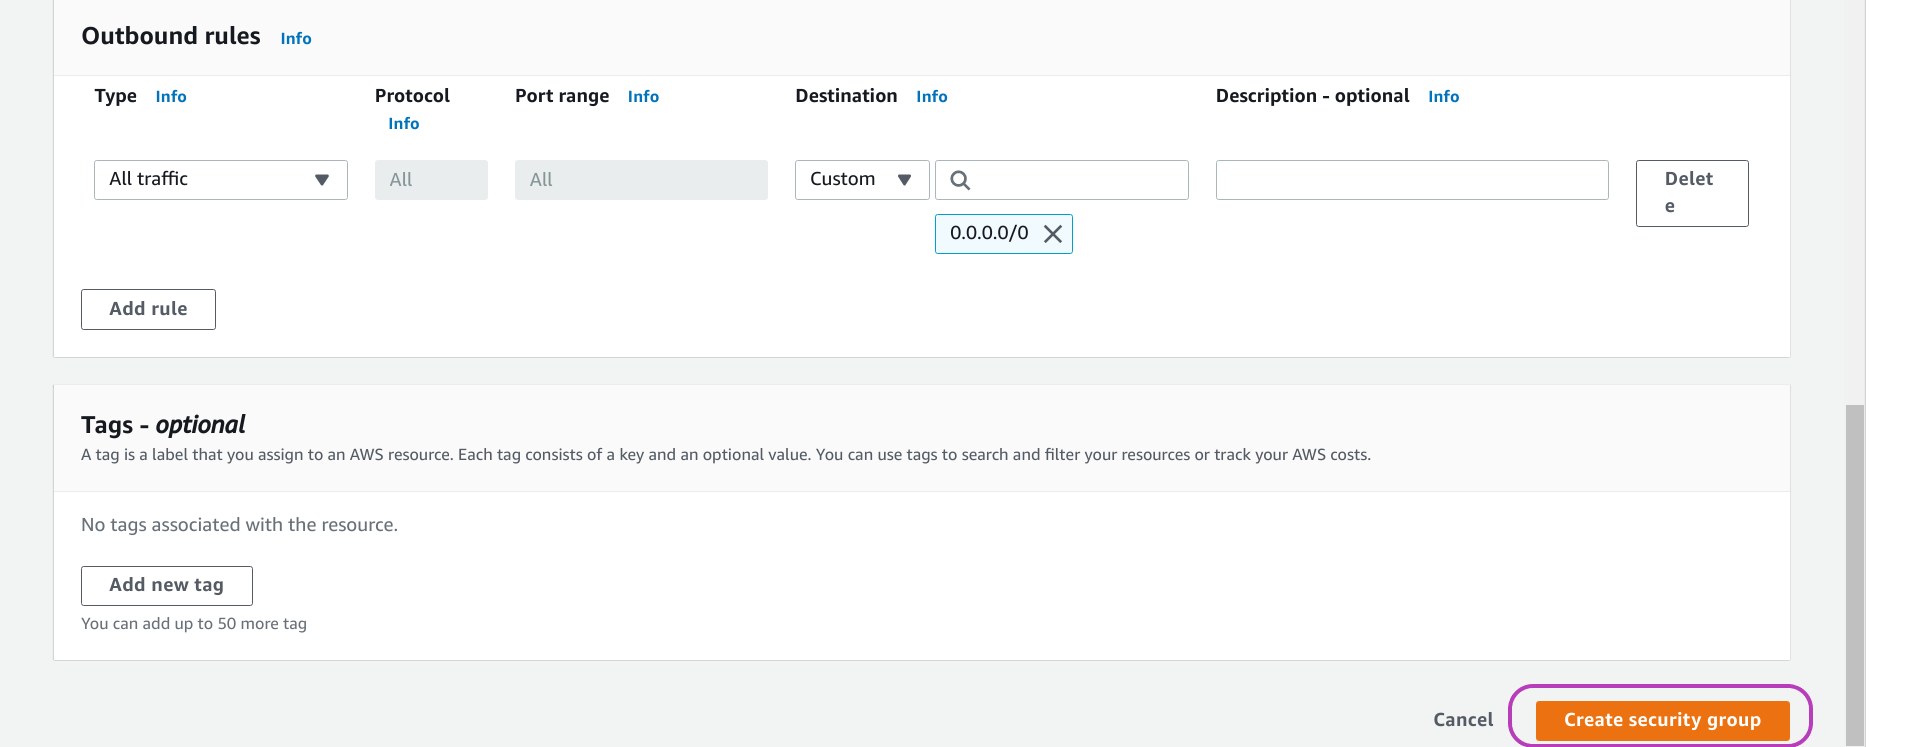 Outbound rules Info
Type Info Protocol Info Port range Info Destination Info Description - optional Info
All traffic All All Custom Delete
0.0.0.0/0
Add rule
Tags - optional
A tag is a label that you assign to an AWS resource. Each tag consists of a key and an optional value. You can use tags to search and filter your resources or track your AWS costs.
No tags associated with the resource.
Add new tag
You can add up to 50 more tag
Cancel Create security group